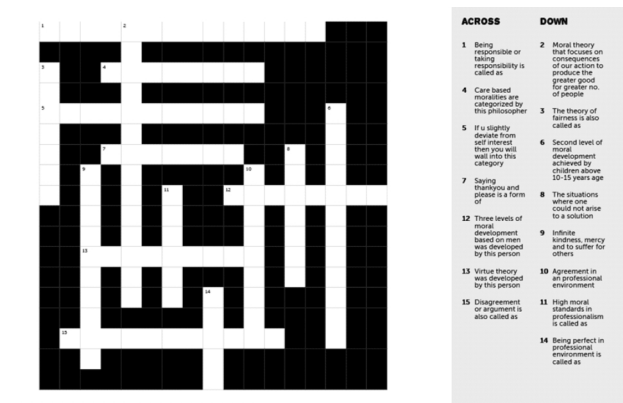 1
2
3
4
5
6
7
8
9
10
11
12
13
14
15
ACROSS
1 Being
responsible or
taking
responsibility is
called as
4 Care based
moralities are
categorized by
this philosopher
5 If u slightly
deviate from
self interest
then you will
wall into this
category
7 Saying
thankyou and
please is a form
of
12 Three levels of
moral
development
based on men
was developed
by this person
13 Virtue theory
was developed
by this person
15 Disagreement
or argument is
also called as
DOWN
2 Moral theory
that focuses on
consequences
of our action to
produce the
greater good
for greater no.
of people
3 The theory of
fairness is also
called as
6 Second level of
moral
development
achieved by
children above
10-15 years age
8 The situations
where one
could not arise
to a solution
9 Infinite
kindness, mercy
and to suffer for
others
10 Agreement in
an professional
environment
11 High moral
standards in
professionalism
is called as
14 Being perfect in
professional
environment is
called as